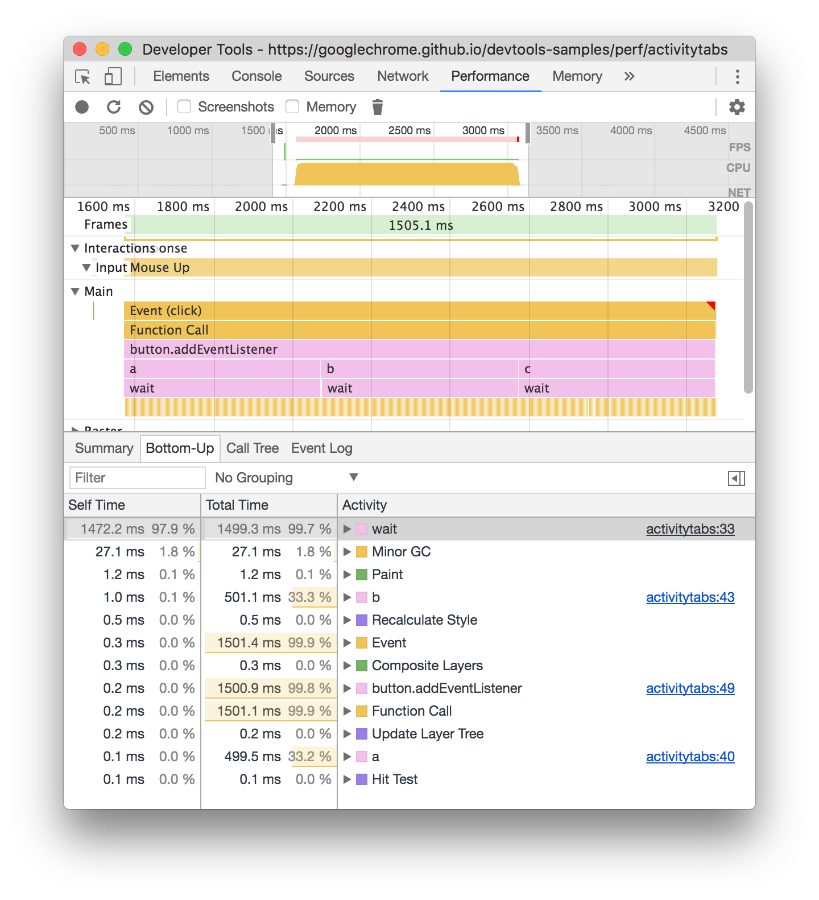 Developer Tools - https://googlechrome.github.io/devtools-samples/perf/activitytabs
Elements Console Sources Network Performance Memory »
Screenshots Memory
500 ms 1000 ms 1500 ms 2000 ms 2500 ms 3000 ms 3500 ms 4000 ms 4500 ms
FPS
CPU
NET
1600 ms 1800 ms 2000 ms 2200 ms 2400 ms 2600 ms 2800 ms 3000 ms 3200
Frames 1505.1 ms
Interactions onse
Input Mouse Up
Main
Event (click)
Function Call
button.addEventListener
a b c
wait wait wait
Raster
Summary Bottom-Up Call Tree Event Log
Filter No Grouping
Self Time Total Time Activity
1472.2 ms 97.9 % 1499.3 ms 99.7 % wait activitytabs:33
27.1 ms 1.8 % 27.1 ms 1.8 % Minor GC
1.2 ms 0.1 % 1.2 ms 0.1 % Paint
1.0 ms 0.1 % 501.1 ms 33.3 % b activitytabs:43
0.5 ms 0.0 % 0.5 ms 0.0 % Recalculate Style
0.3 ms 0.0 % 1501.4 ms 99.9 % Event
0.3 ms 0.0 % 0.3 ms 0.0 % Composite Layers
0.2 ms 0.0 % 1500.9 ms 99.8 % button.addEventListener activitytabs:49
0.2 ms 0.0 % 1501.1 ms 99.9 % Function Call
0.2 ms 0.0 % 0.2 ms 0.0 % Update Layer Tree
0.1 ms 0.0 % 499.5 ms 33.2 % a activitytabs:40
0.1 ms 0.0 % 0.1 ms 0.0 % Hit Test